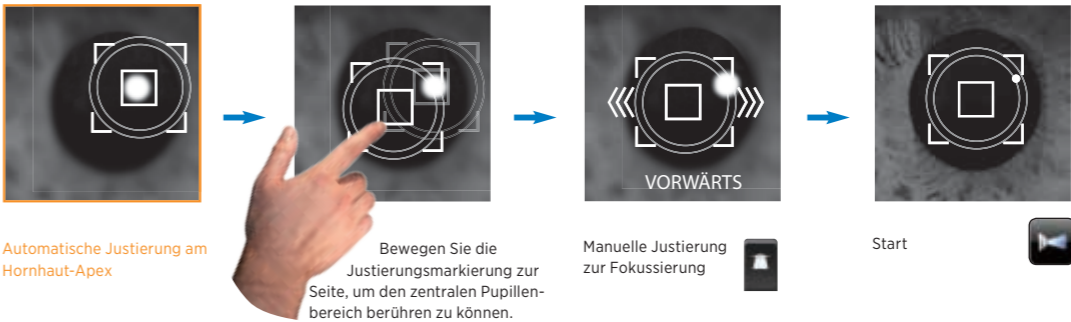 VORWÄRTS
Automatische Justierung am
Hornhaut-Apex
Bewegen Sie die
Justierungsmarkierung zur
Seite, um den zentralen Pupillen-
bereich berühren zu können.
Manuelle Justierung
zur Fokussierung
Start